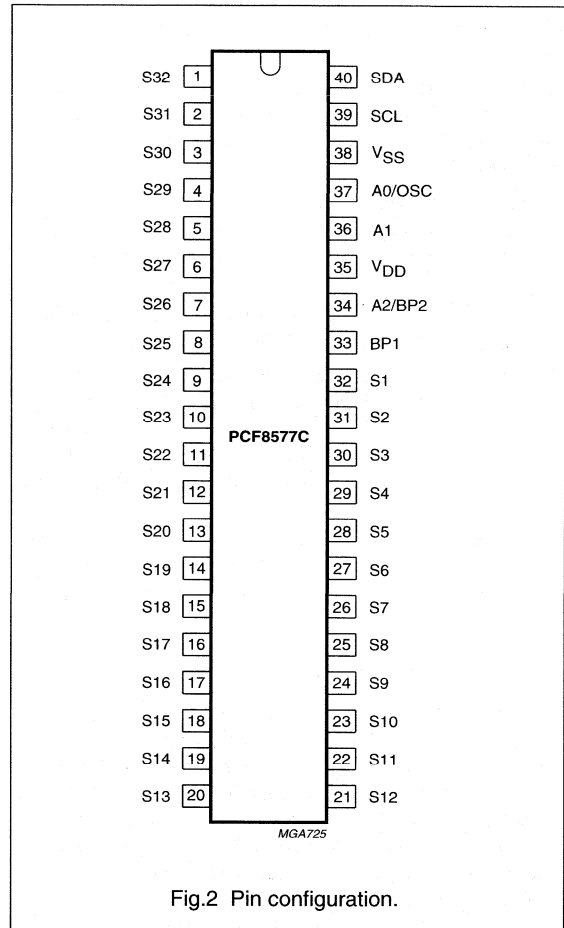 S32 1 40 SDA
S31 2 39 SCL
S30 3 38 VSS
S29 4 37 A0/OSC
S28 5 36 A1
S27 6 35 VDD
S26 7 34 A2/BP2
S25 8 33 BP1
S24 9 32 S1
S23 10 31 S2
PCF8577C
S22 11 30 S3
S21 12 29 S4
S20 13 28 S5
S19 14 27 S6
S18 15 26 S7
S17 16 25 S8
S16 17 24 S9
S15 18 23 S10
S14 19 22 S11
S13 20 21 S12
MGA725
Fig.2 Pin configuration.